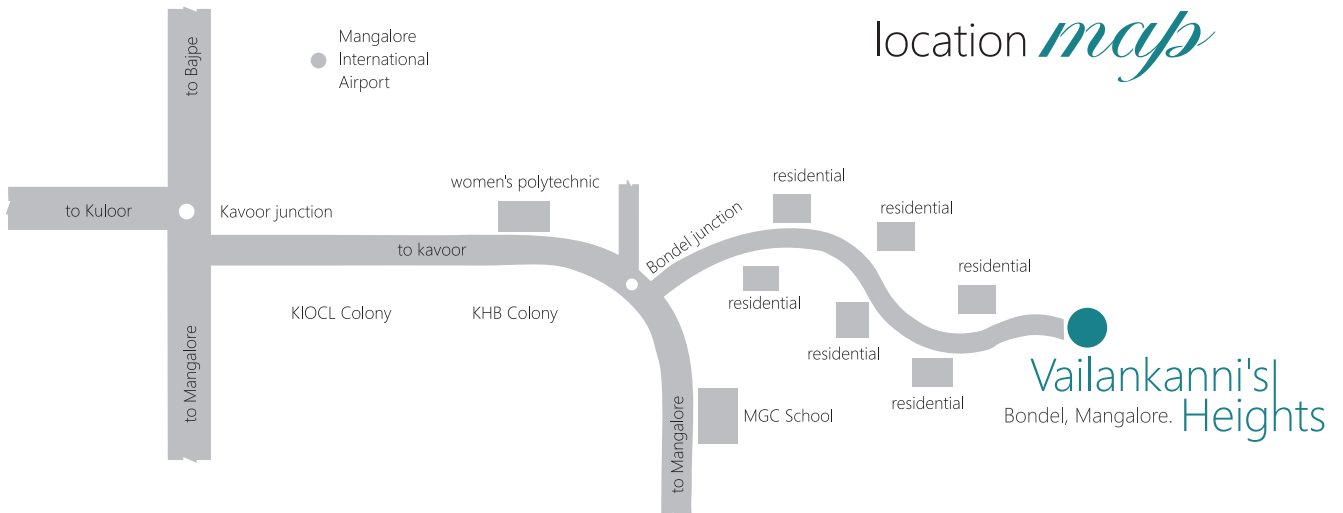 location map
Mangalore
International
Airport
to Bajpe
women's polytechnic
residential
residential
to Kuloor
Kavoor junction
Bondel junction
to kavoor
residential
residential
KIOCL Colony
KHB Colony
residential
to Mangalore
residential
Vailankanni's
Heights
Bondel, Mangalore.
MGC School
to Mangalore